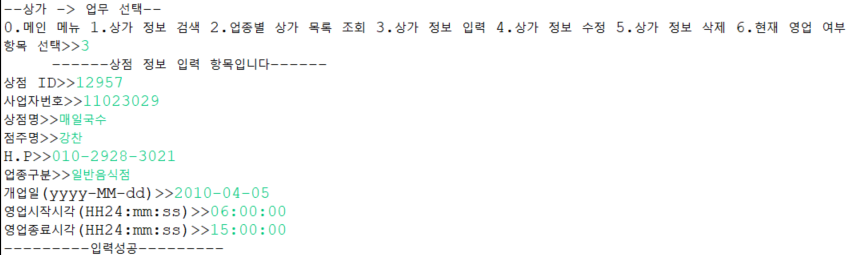 --상가 -> 업무 선택--
0.메인 메뉴 1.상가 정보 검색 2.업종별 상가 목록 조회 3.상가 정보 입력 4.상가 정보 수정 5.상가 정보 삭제 6.현재 영업 여부
항목 선택>>3
------상점 정보 입력 항목입니다------
상점 ID>>12957
사업자번호>>11023029
상점명>>매일국수
점주명>>강찬
H.P>>010-2928-3021
업종구분>>일반음식점
개업일(yyyy-MM-dd)>>2010-04-05
영업시작시각(HH24:mm:ss)>>06:00:00
영업종료시각(HH24:mm:ss)>>15:00:00
---------입력성공---------